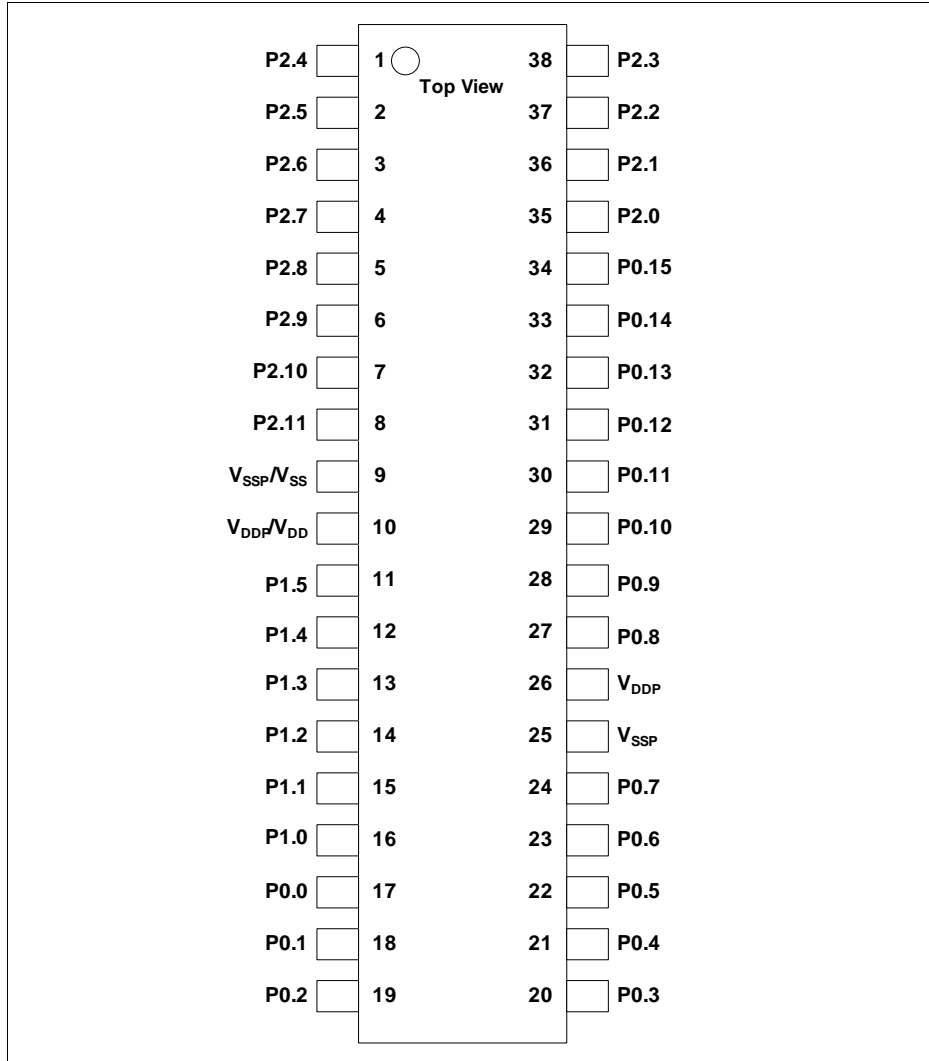 P2.4 1 38 P2.3
Top View
P2.5 2 37 P2.2
P2.6 3 36 P2.1
P2.7 4 35 P2.0
P2.8 5 34 P0.15
P2.9 6 33 P0.14
P2.10 7 32 P0.13
P2.11 8 31 P0.12
VSSP/VSS 9 30 P0.11
VDDP/VDD 10 29 P0.10
P1.5 11 28 P0.9
P1.4 12 27 P0.8
P1.3 13 26 VDDP
P1.2 14 25 VSSP
P1.1 15 24 P0.7
P1.0 16 23 P0.6
P0.0 17 22 P0.5
P0.1 18 21 P0.4
P0.2 19 20 P0.3